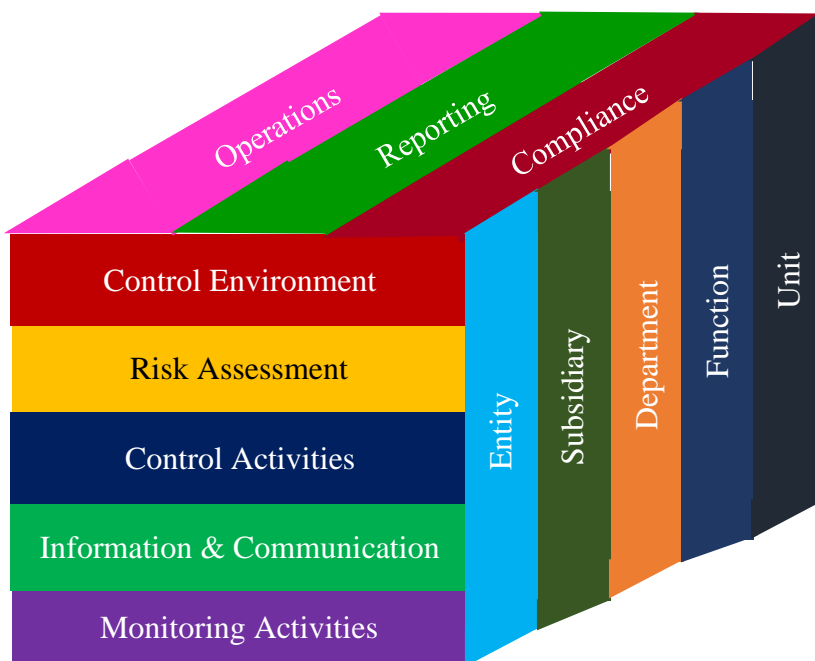 Operations
Reporting
Compliance
Control Environment
Risk Assessment
Control Activities
Information & Communication
Monitoring Activities
Entity
Subsidiary
Department
Function
Unit